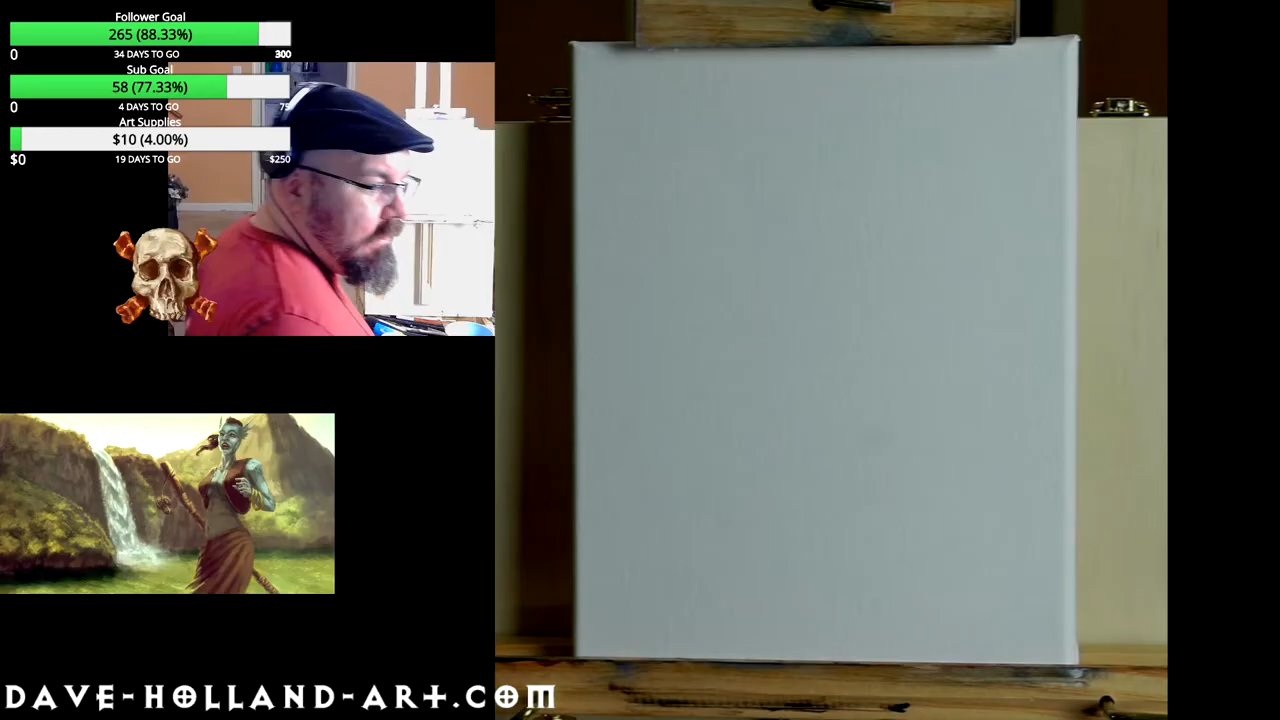 Follower Goal
265 (88.33%)
0 34 DAYS TO GO 300
Sub Goal
58 (77.33%)
0 4 DAYS TO GO 75
Art Supplies
$10 (4.00%)
$0 19 DAYS TO GO $250
DAVE-HOLLAND-ART.COM